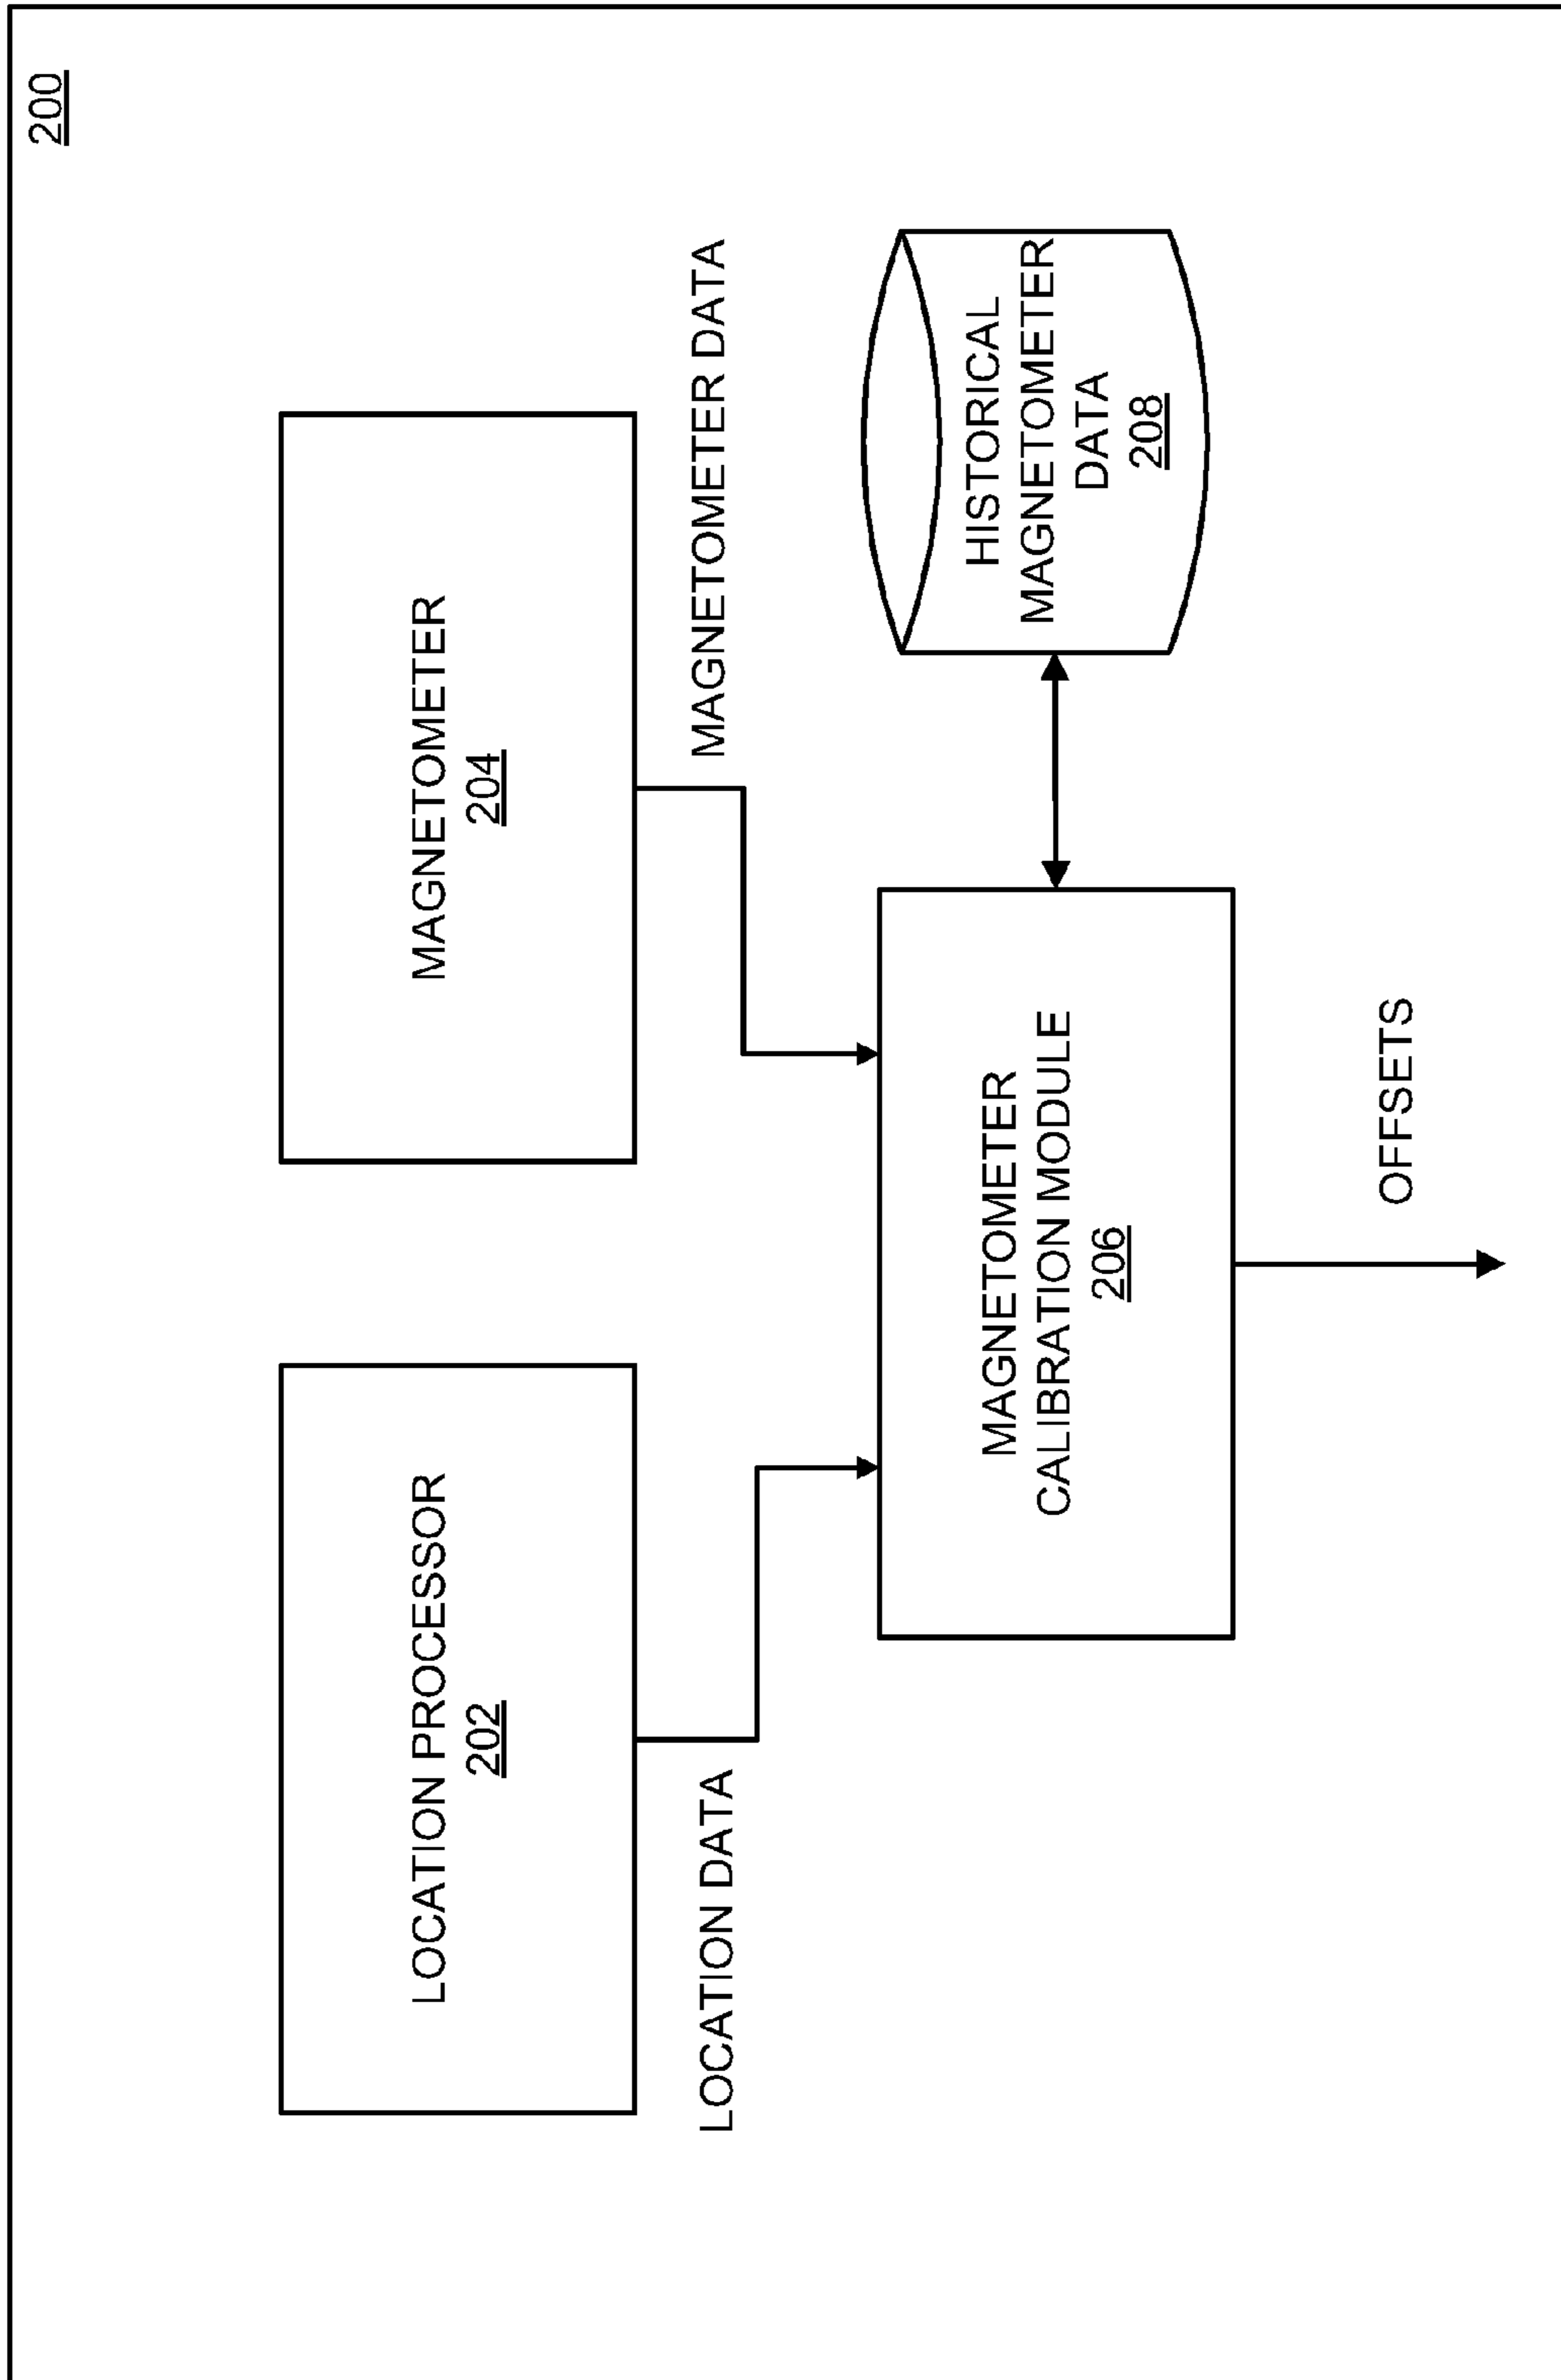 200
LOCATION PROCESSOR
202
MAGNETOMETER
204
LOCATION DATA
MAGNETOMETER DATA
MAGNETOMETER
CALIBRATION MODULE
206
HISTORICAL
MAGNETOMETER
DATA
208
OFFSETS